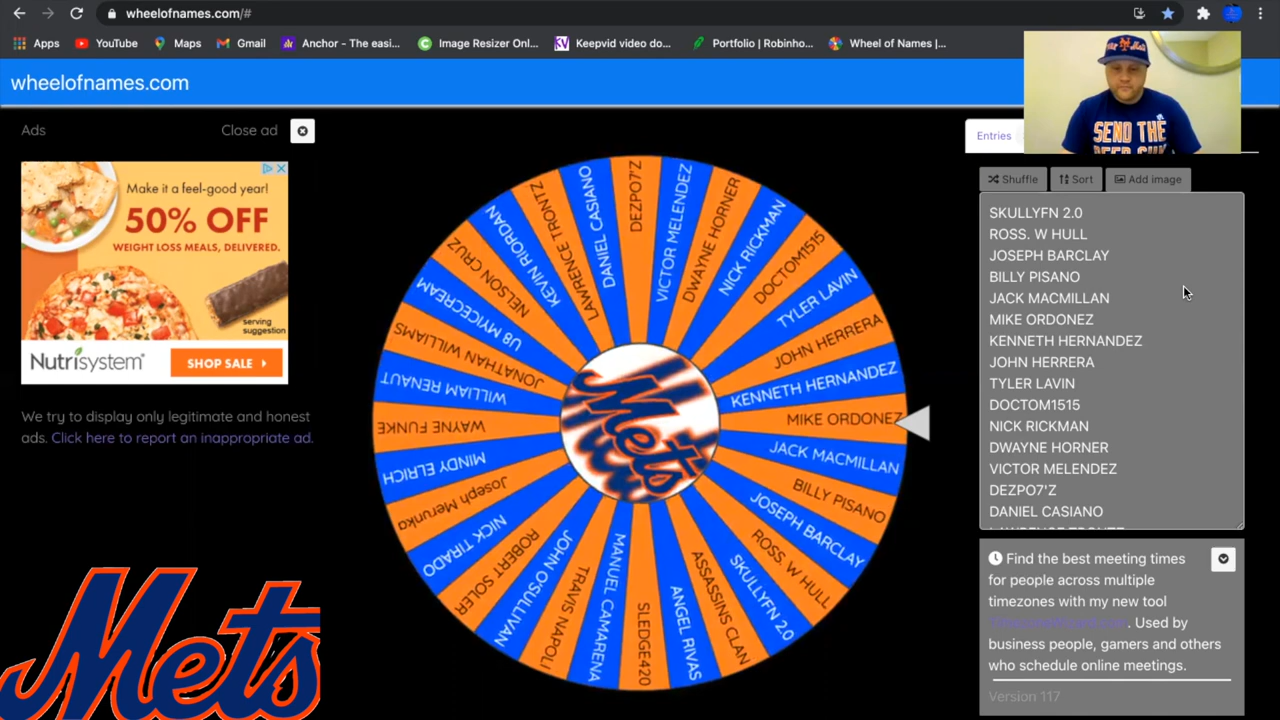 wheelofnames.com/#
Apps
YouTube
Maps
Gmail
Anchor - The easi...
Image Resizer Onl...
Keepvid video do...
Portfolio | Robinho...
Wheel of Names |...
wheelofnames.com
Ads
Close ad
Make it a feel-good year!
50% OFF
WEIGHT LOSS MEALS, DELIVERED.
serving
suggestion
Nutrisystem
SHOP SALE
We try to display only legitimate and honest
ads. Click here to report an inappropriate ad.
Mets
DEZPO7'Z
VICTOR MELENDEZ
DWAYNE HORNER
NICK RICKMAN
DOCTOM1515
TYLER LAVIN
JOHN HERRERA
KENNETH HERNANDEZ
MIKE ORDONEZ
JACK MACMILLAN
BILLY PISANO
JOSEPH BARCLAY
ROSS. W HULL
SKULLYFN 2.0
ASSASSINS CLAN
ANGEL RIVAS
SLEDGE420
MANUEL CAMARENA
TRAVIS NAPOLI
JOHN O'SULLIVAN
ROBERT SOLER
NICK TIRADO
Joseph Merunka
MINDY ELRICH
WAYNE FUNKE
WILLIAM RENAUT
JONATHAN WILLIAMS
U8 MYICECREAM
NELSON CRUZ
KEVIN RIORDAN
LAWRENCE TRONTZ
DANIEL CASIANO
Mets
SEND THE
Entries
Shuffle
Sort
Add image
SKULLYFN 2.0
ROSS. W HULL
JOSEPH BARCLAY
BILLY PISANO
JACK MACMILLAN
MIKE ORDONEZ
KENNETH HERNANDEZ
JOHN HERRERA
TYLER LAVIN
DOCTOM1515
NICK RICKMAN
DWAYNE HORNER
VICTOR MELENDEZ
DEZPO7'Z
DANIEL CASIANO
LAWRENCE TRONTZ
Find the best meeting times
for people across multiple
timezones with my new tool
. Used by
business people, gamers and others
who schedule online meetings.
Version 117